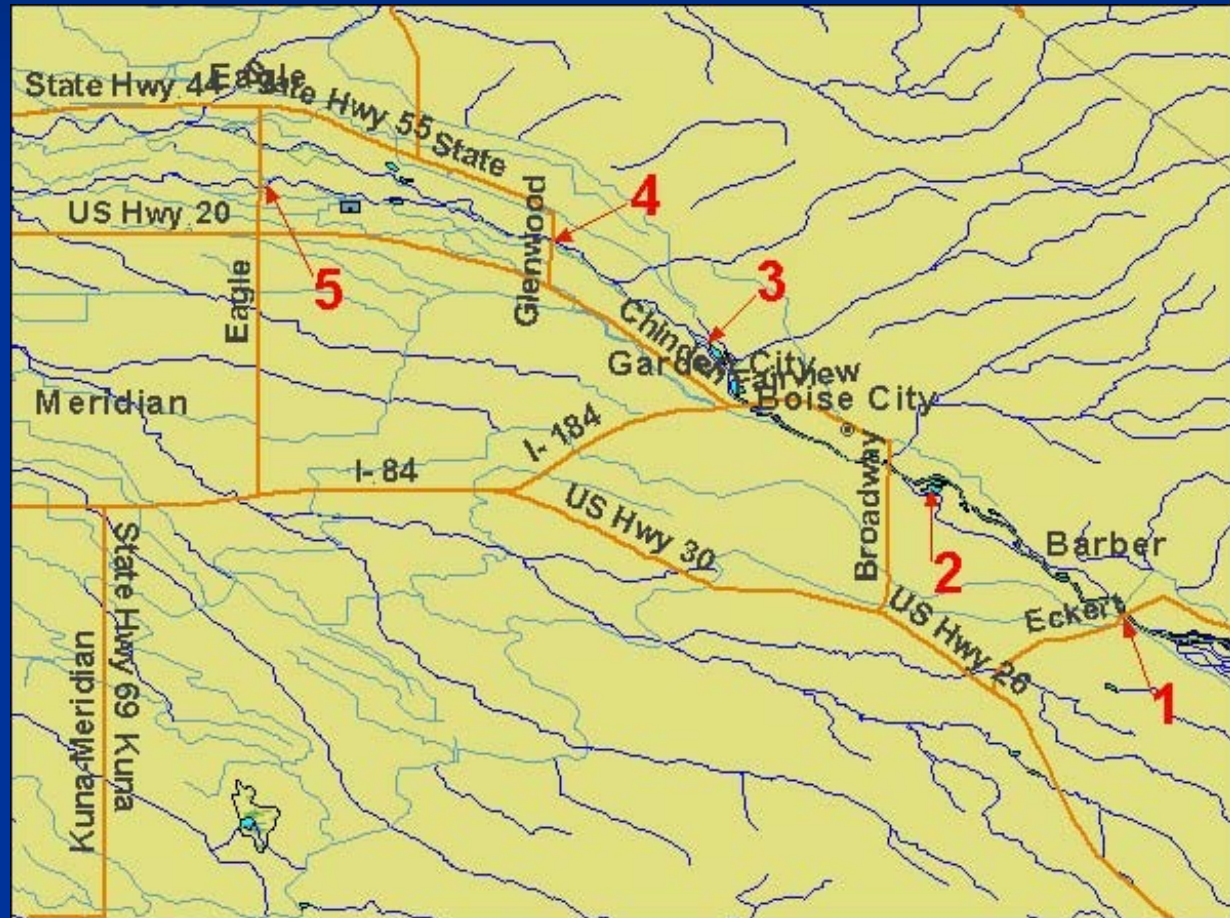 State Hwy 44
Eagle
State Hwy 55
State
4
US Hwy 20
Glenwood
3
5
Eagle
Chinden
Garden City
Fairview
Meridian
Boise City
I-184
I-84
Broadway
US Hwy 30
2
Barber
State Hwy 69 Kuna
US Hwy 26
Eckert
Kuna-Meridian
1